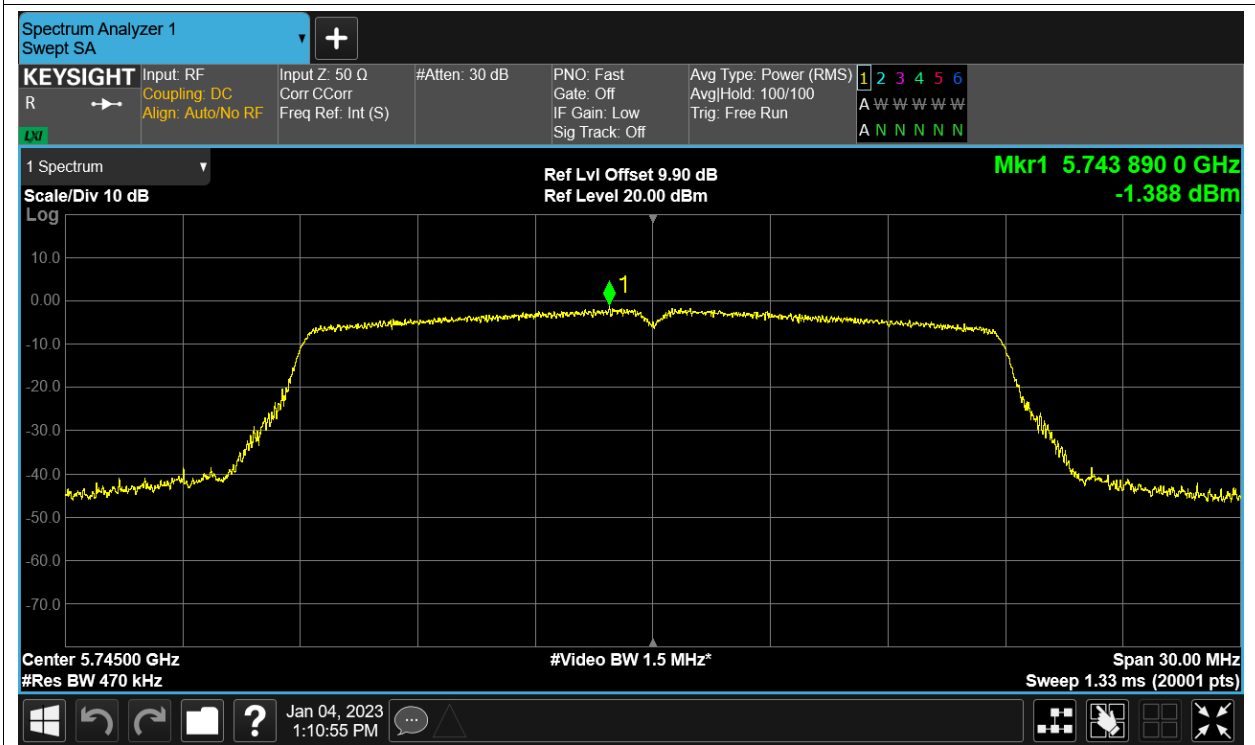 Spectrum Analyzer 1
Swept SA
KEYSIGHT
R
LXI
Input: RF
Coupling: DC
Align: Auto/No RF
Input Z: 50 Ω
Corr CCorr
Freq Ref: Int (S)
#Atten: 30 dB
PNO: Fast
Gate: Off
IF Gain: Low
Sig Track: Off
Avg Type: Power (RMS)
Avg|Hold: 100/100
Trig: Free Run
1 2 3 4 5 6
A W W W W W
A N N N N N
1 Spectrum
Scale/Div 10 dB
Log
Ref Lvl Offset 9.90 dB
Ref Level 20.00 dBm
Mkr1 5.743 890 0 GHz
-1.388 dBm
10.0
0.00
-10.0
-20.0
-30.0
-40.0
-50.0
-60.0
-70.0
1
Center 5.74500 GHz
#Res BW 470 kHz
#Video BW 1.5 MHz*
Span 30.00 MHz
Sweep 1.33 ms (20001 pts)
?
Jan 04, 2023
1:10:55 PM